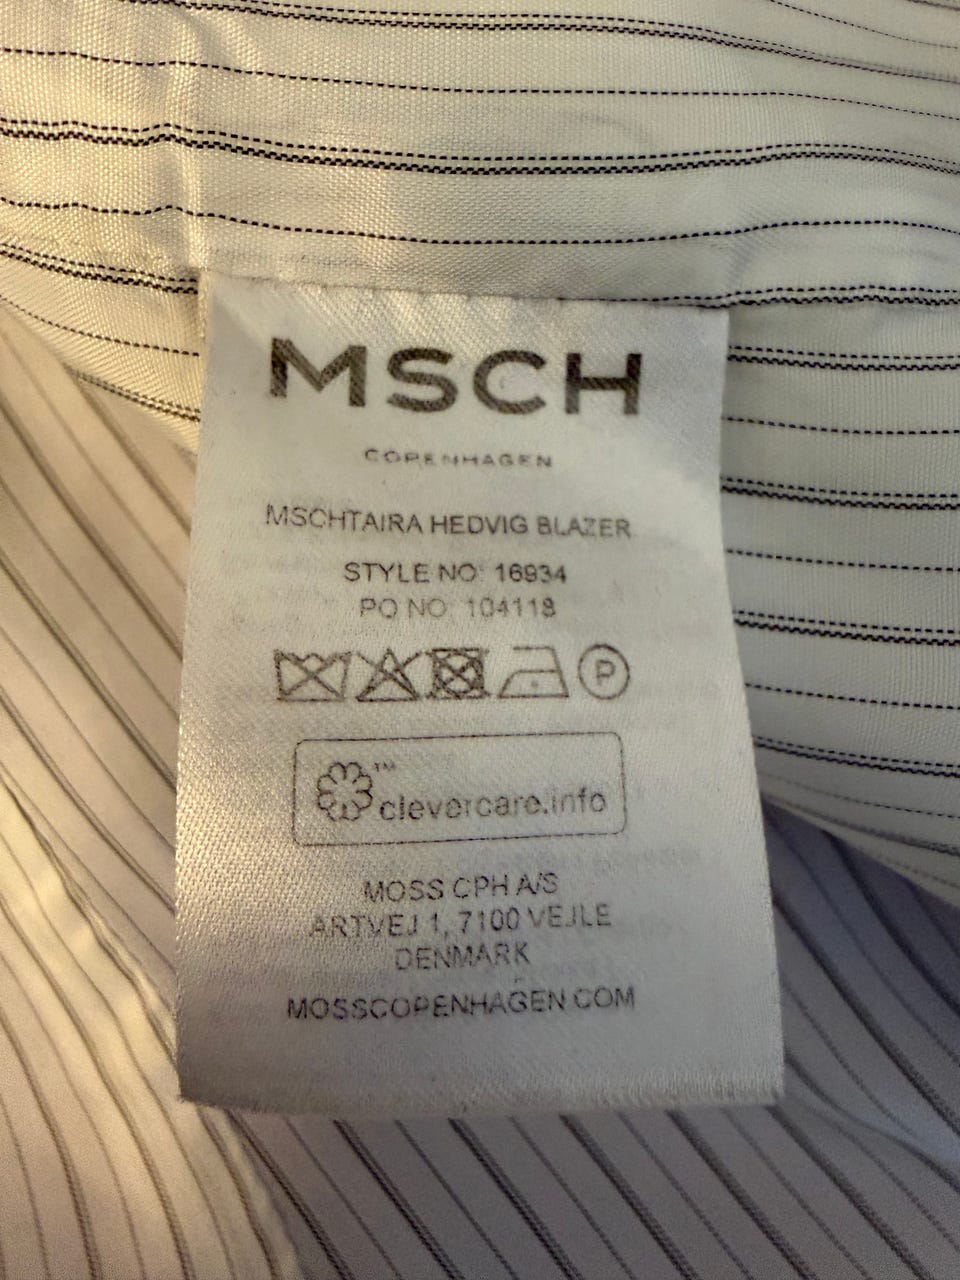 MSCH
COPENHAGEN
MSCHTAIRA HEDVIG BLAZER
STYLE NO: 16934
PO NO: 104118
P
™
clevercare.info
MOSS CPH A/S
ARTVEJ 1, 7100 VEJLE
DENMARK
MOSSCOPENHAGEN.COM